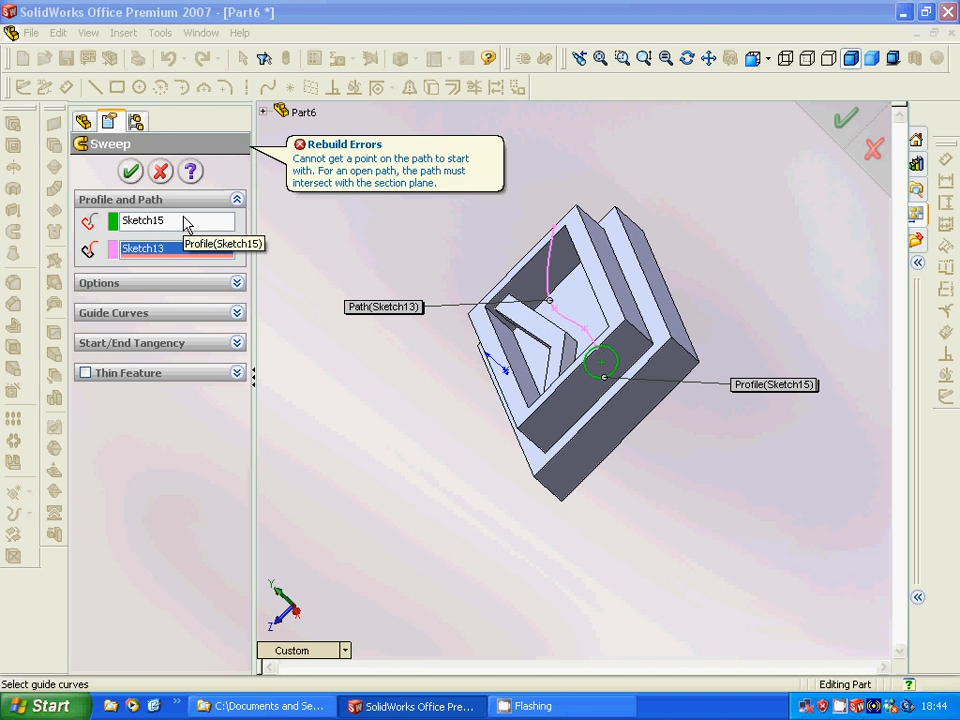 SolidWorks Office Premium 2007 - [Part6 *]
File Edit View Insert Tools Window Help
Part6
Sweep
Rebuild Errors
Cannot get a point on the path to start
with. For an open path, the path must
intersect with the section plane.
Profile and Path
Sketch15
Profile(Sketch15)
Sketch13
Options
Guide Curves
Start/End Tangency
Thin Feature
Path(Sketch13)
Profile(Sketch15)
Y
Z
X
Custom
Select guide curves
Editing Part
Start
C:\Documents and Se...
SolidWorks Office Pre...
Flashing
18:44